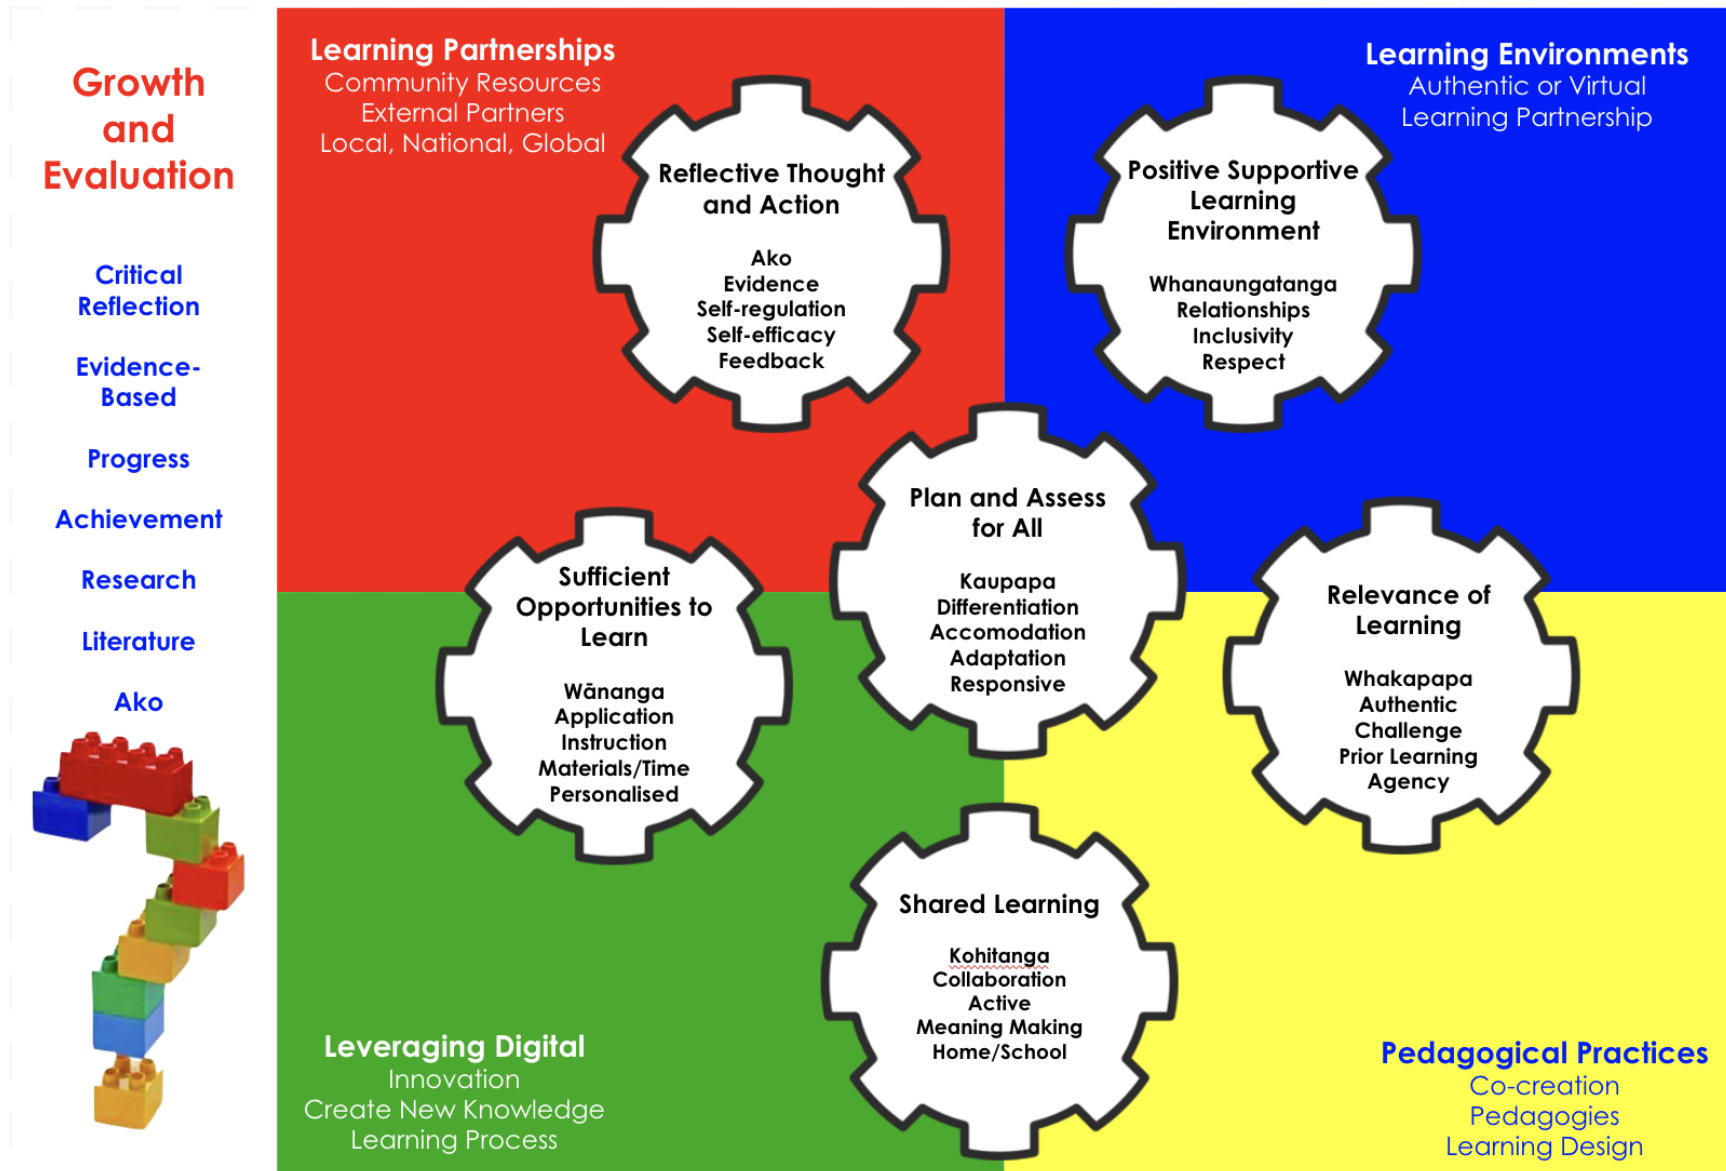 Growth
and
Evaluation
Critical
Reflection
Evidence-
Based
Progress
Achievement
Research
Literature
Ako
Learning Partnerships
Community Resources
External Partners
Local, National, Global
Reflective Thought
and Action
Ako
Evidence
Self-regulation
Self-efficacy
Feedback
Learning Environments
Authentic or Virtual
Learning Partnership
Positive Supportive
Learning
Environment
Whanaungatanga
Relationships
Inclusivity
Respect
Plan and Assess
for All
Kaupapa
Differentiation
Accomodation
Adaptation
Responsive
Sufficient
Opportunities to
Learn
Wānanga
Application
Instruction
Materials/Time
Personalised
Relevance of
Learning
Whakapapa
Authentic
Challenge
Prior Learning
Agency
Shared Learning
Kohitanga
Collaboration
Active
Meaning Making
Home/School
Leveraging Digital
Innovation
Create New Knowledge
Learning Process
Pedagogical Practices
Co-creation
Pedagogies
Learning Design